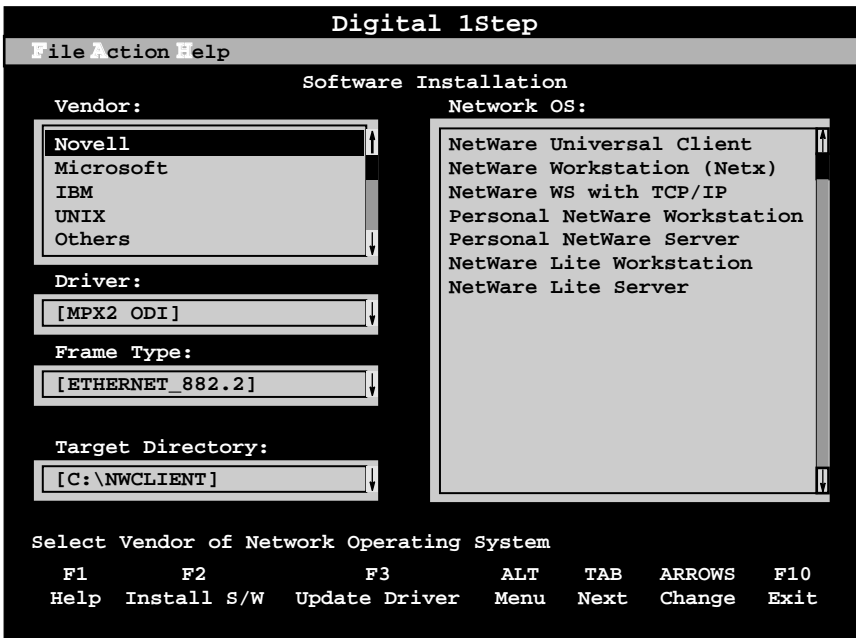 Digital 1Step
File Action Help
Software Installation
Vendor:
Novell
Microsoft
IBM
UNIX
Others
Driver:
[MPX2 ODI]
Frame Type:
[ETHERNET_882.2]
Target Directory:
[C:\NWCLIENT]
Network OS:
NetWare Universal Client
NetWare Workstation (Netx)
NetWare WS with TCP/IP
Personal NetWare Workstation
Personal NetWare Server
NetWare Lite Workstation
NetWare Lite Server
Select Vendor of Network Operating System
F1 F2 F3 ALT TAB ARROWS F10
Help Install S/W Update Driver Menu Next Change Exit